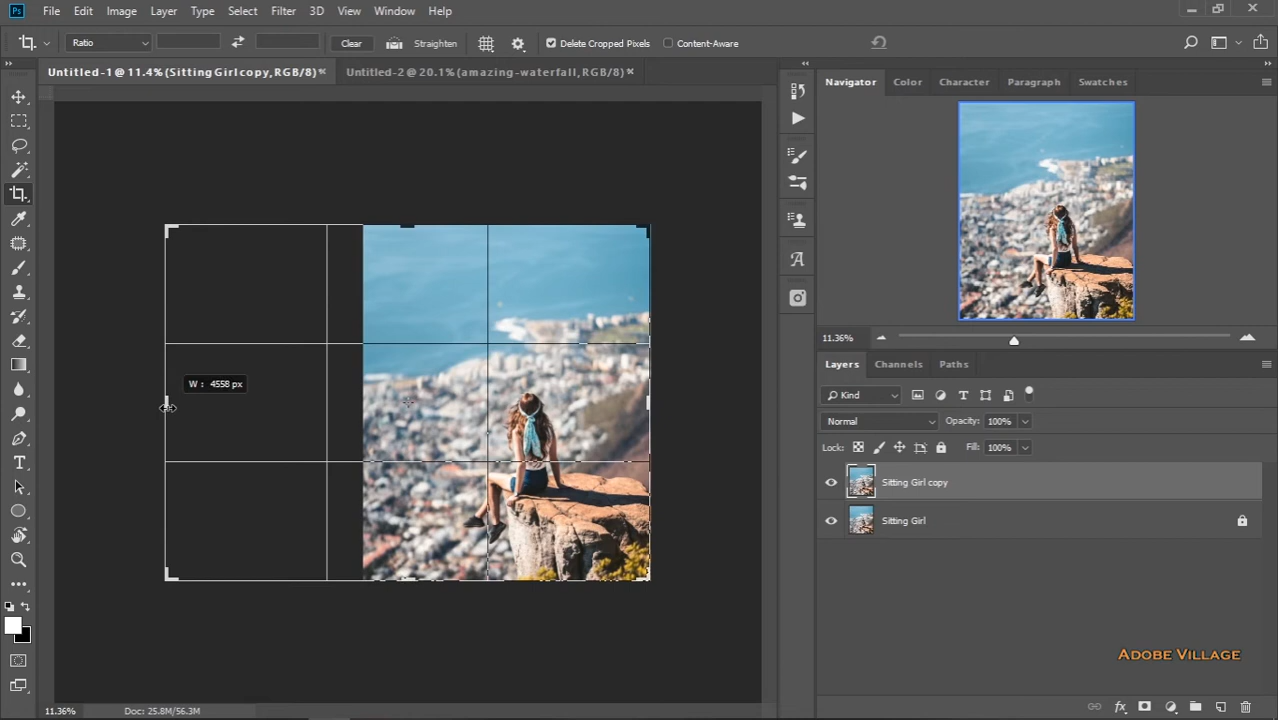 Ps File Edit Image Layer Type Select Filter 3D View Window Help
Ratio Clear Straighten Delete Cropped Pixels Content-Aware
Untitled-1 @ 11.4% (Sitting Girl copy, RGB/8) * Untitled-2 @ 20.1% (amazing-waterfall, RGB/8) *
Navigator Color Character Paragraph Swatches
W : 4558 px
11.36%
Layers Channels Paths
Kind
Normal Opacity: 100%
Lock: Fill: 100%
Sitting Girl copy
Sitting Girl
Adobe Village
11.36% Doc: 25.8M/56.3M